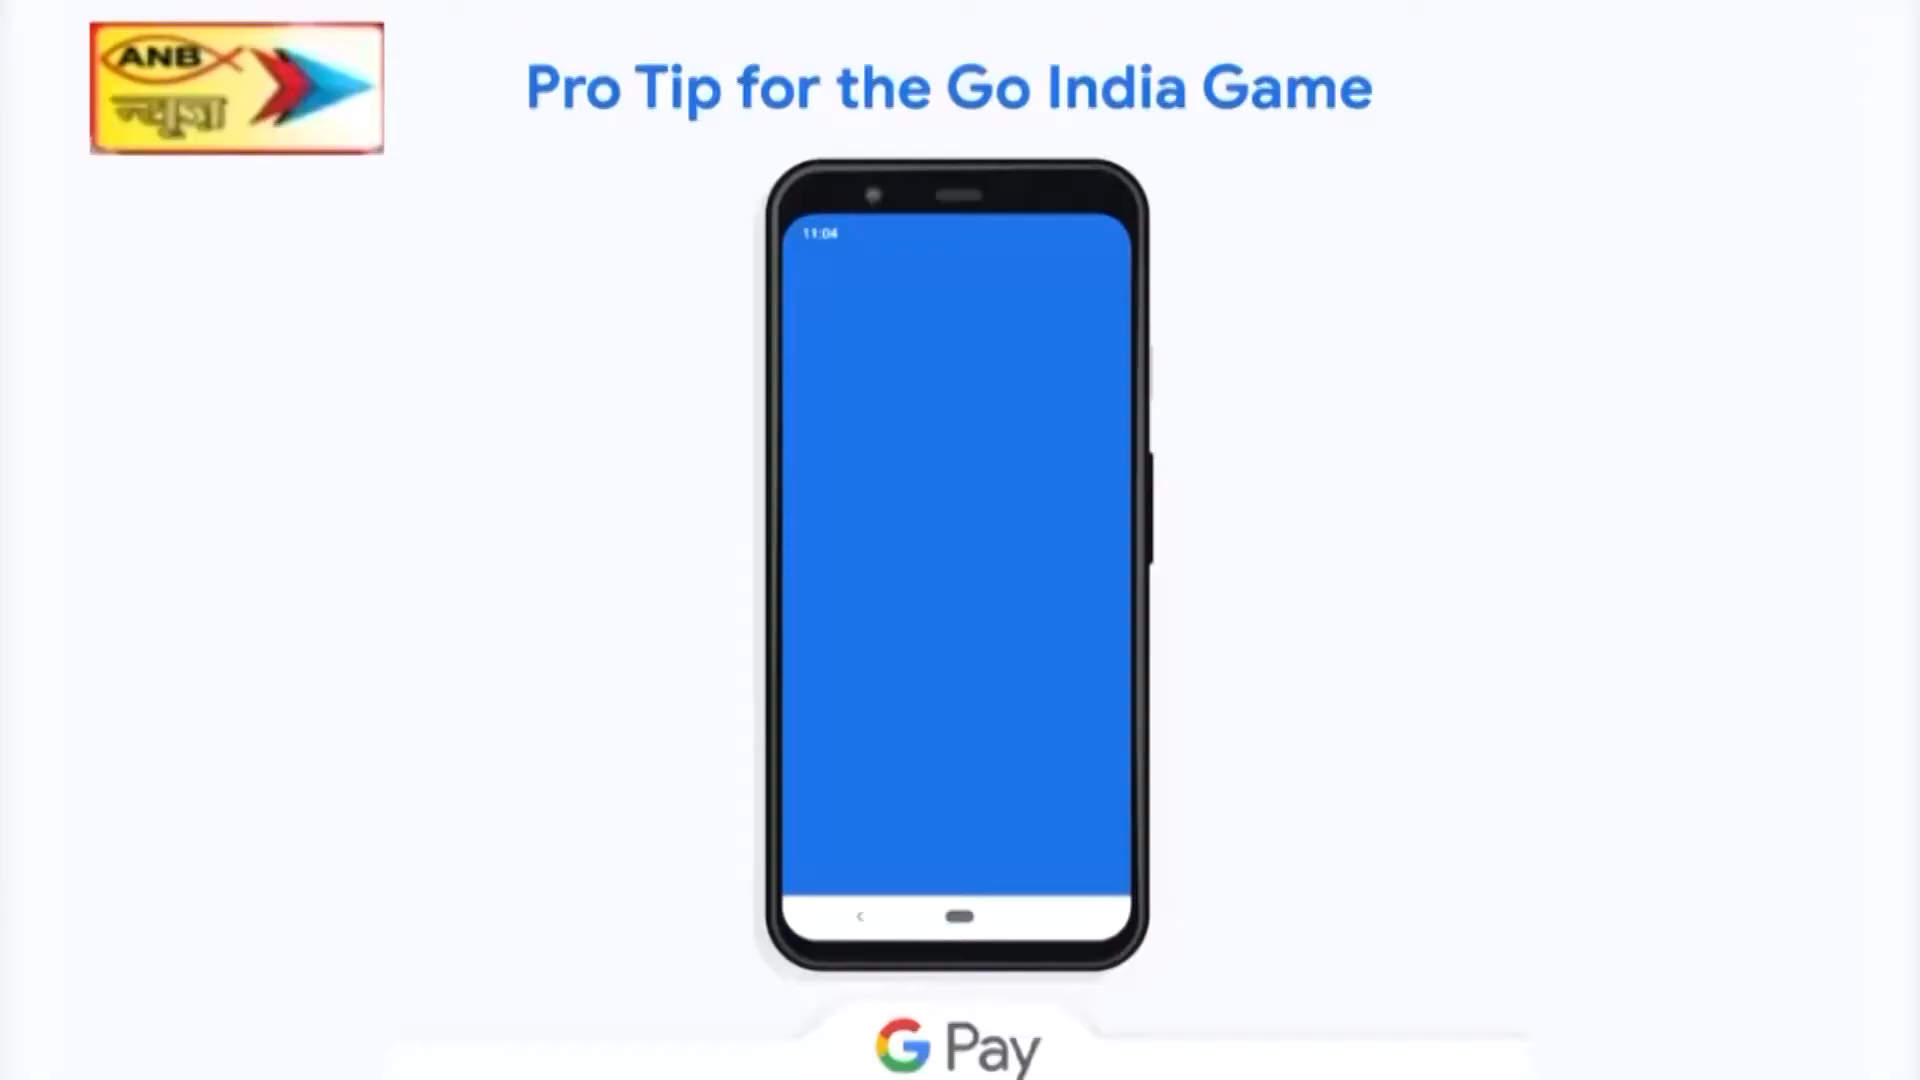 ANB
न्यूज़
Pro Tip for the Go India Game
11:04
G Pay